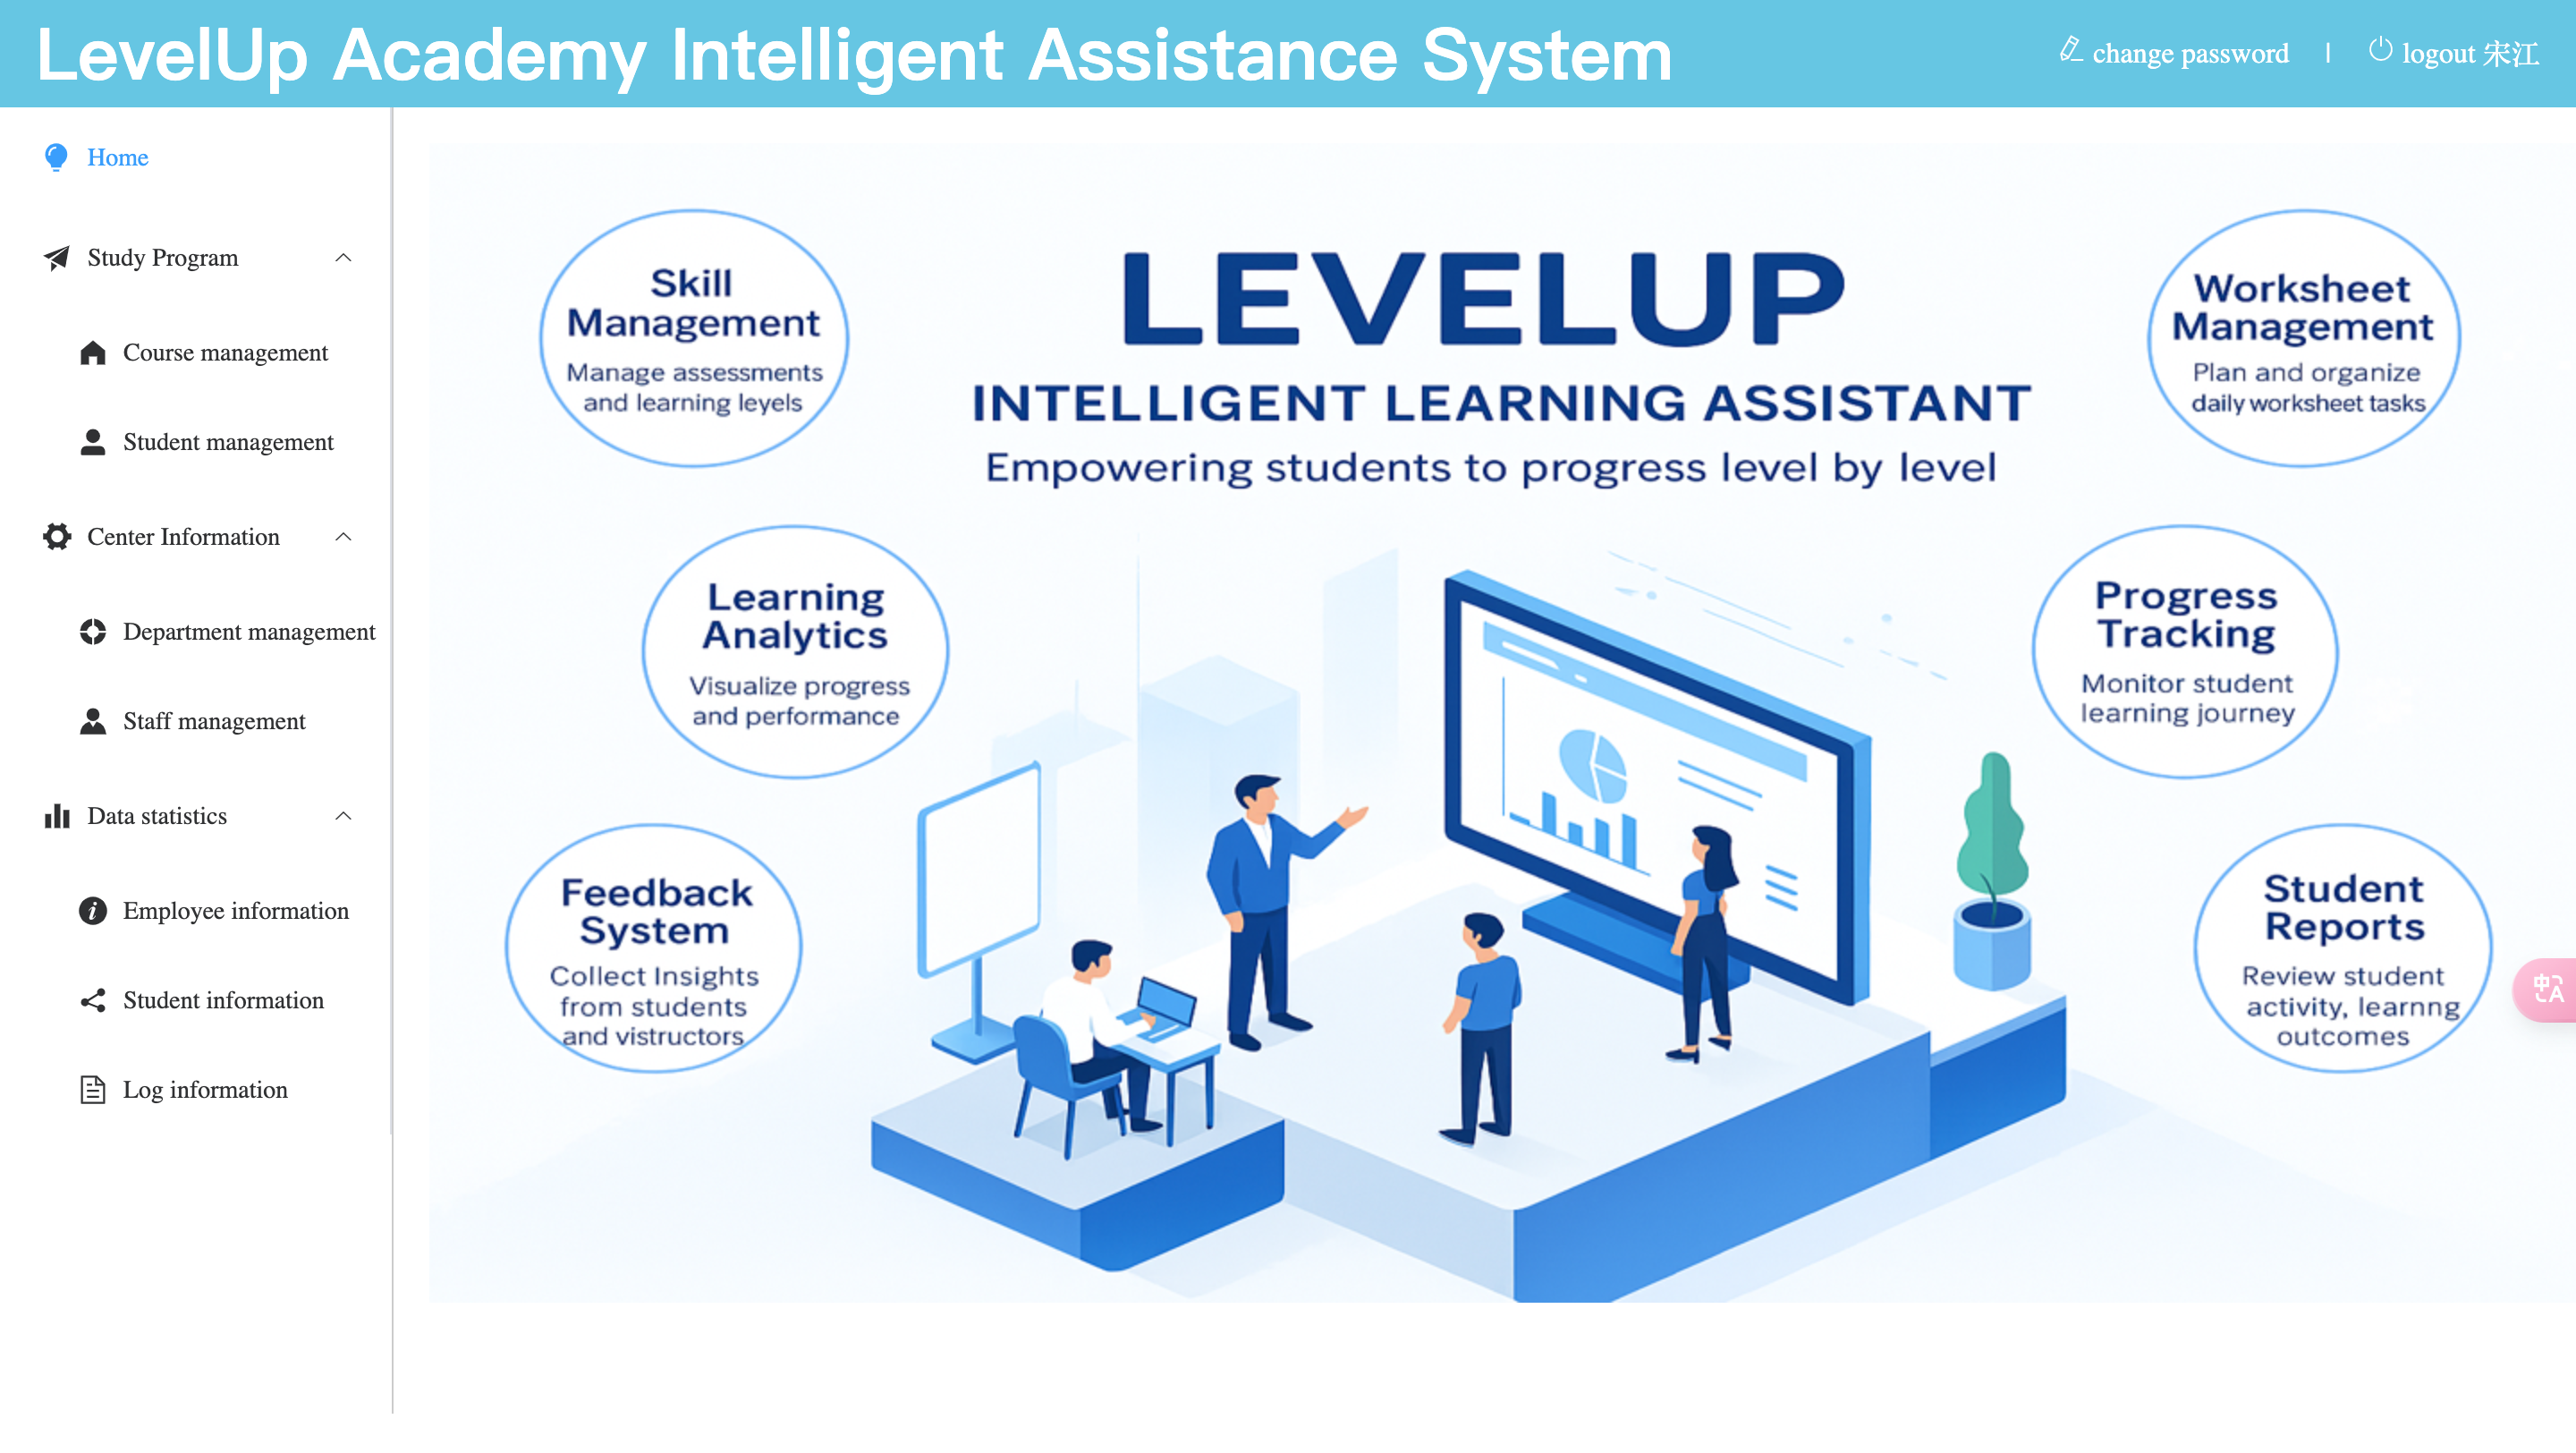 LevelUp Academy Intelligent Assistance System
change password | logout 宋江
Home
Study Program
Course management
Student management
Center Information
Department management
Staff management
Data statistics
Employee information
Student information
Log information
Skill
Management
Manage assessments
and learning leyels
LEVELUP
INTELLIGENT LEARNING ASSISTANT
Empowering students to progress level by level
Worksheet
Management
Plan and organize
daily worksheet tasks
Learning
Analytics
Visualize progress
and performance
Progress
Tracking
Monitor student
learning journey
Feedback
System
Collect Insights
from students
and vistructors
Student
Reports
Review student
activity, learnng
outcomes
中A